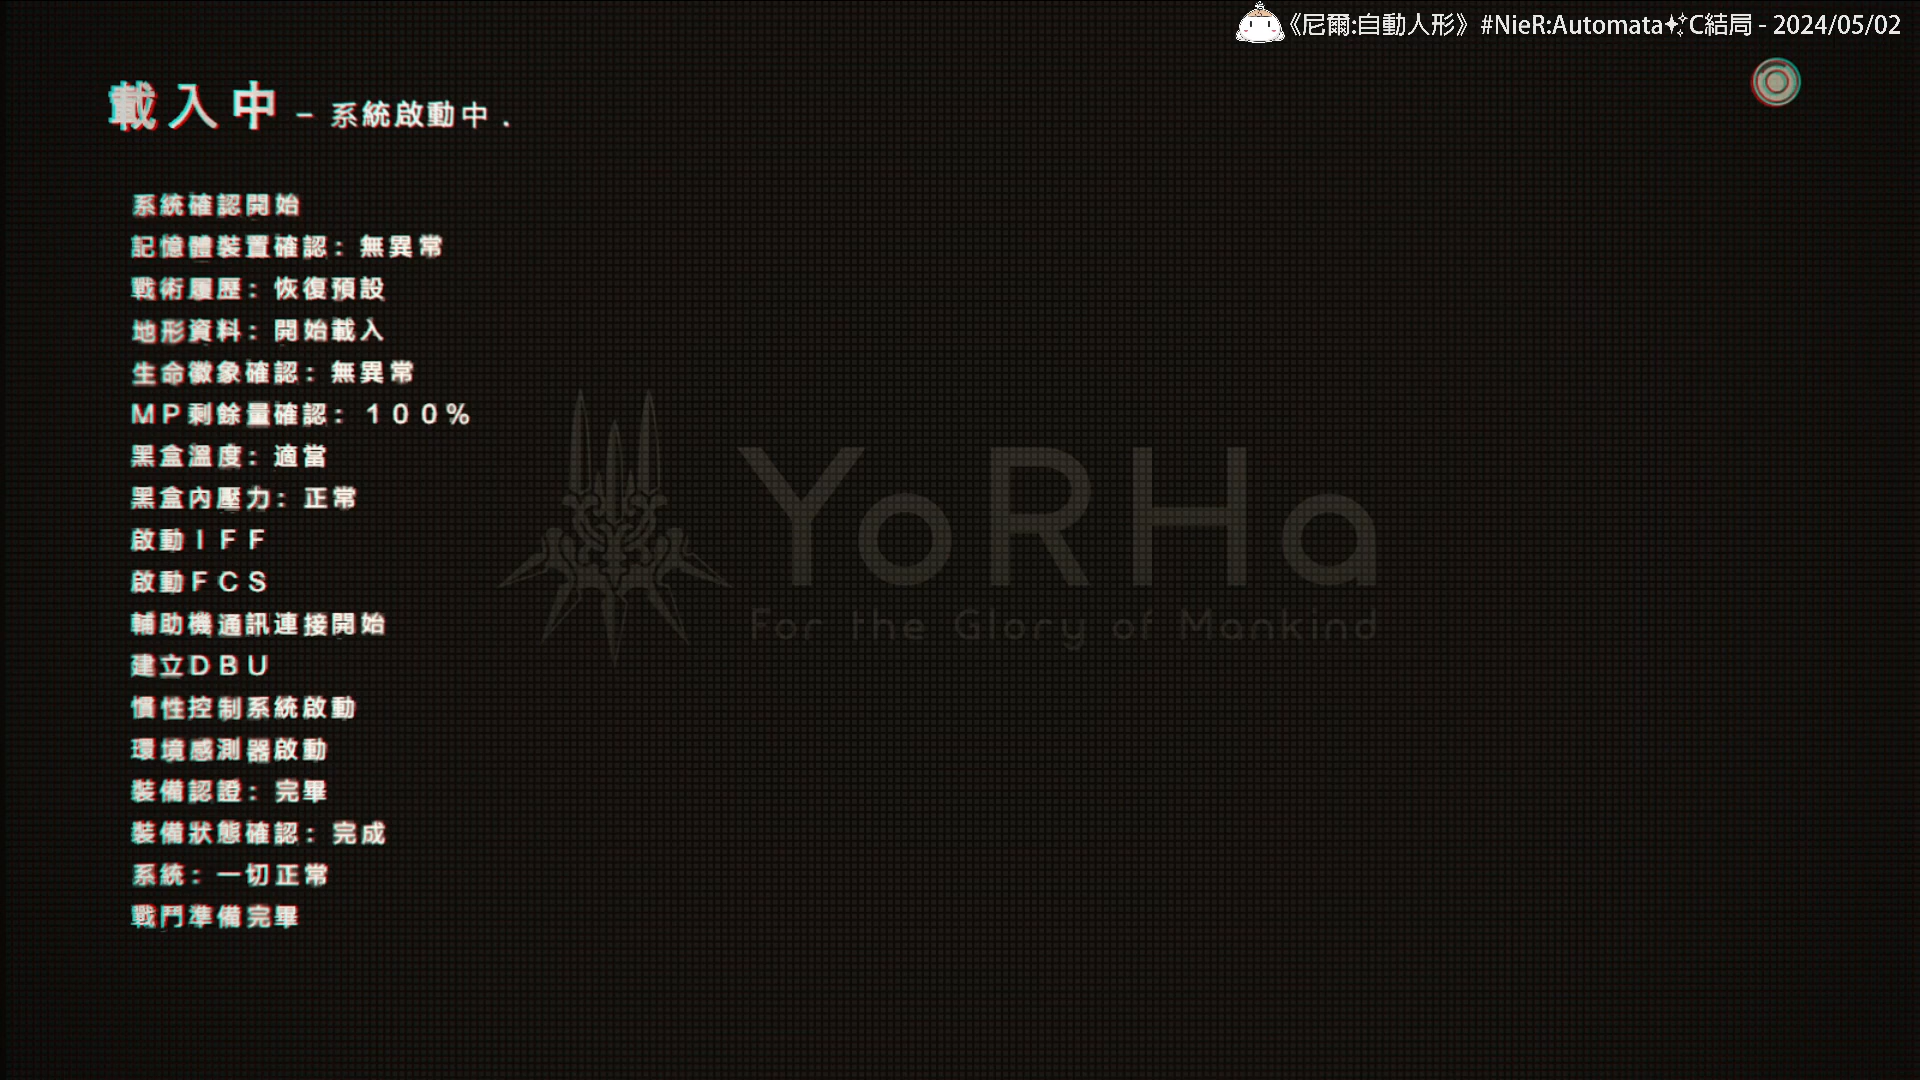 《尼爾:自動人形》#NieR:Automata✨C結局 - 2024/05/02
載入中 - 系統啟動中 .
系統確認開始
記憶體裝置確認: 無異常
戰術履歷: 恢復預設
地形資料: 開始載入
生命徵象確認: 無異常
MP剩餘量確認: 100%
黑盒溫度: 適當
黑盒內壓力: 正常
啟動IFF
啟動FCS
輔助機通訊連接開始
建立DBU
慣性控制系統啟動
環境感測器啟動
裝備認證: 完畢
裝備狀態確認: 完成
系統: 一切正常
戰鬥準備完畢
YoRHa
For the Glory of Mankind